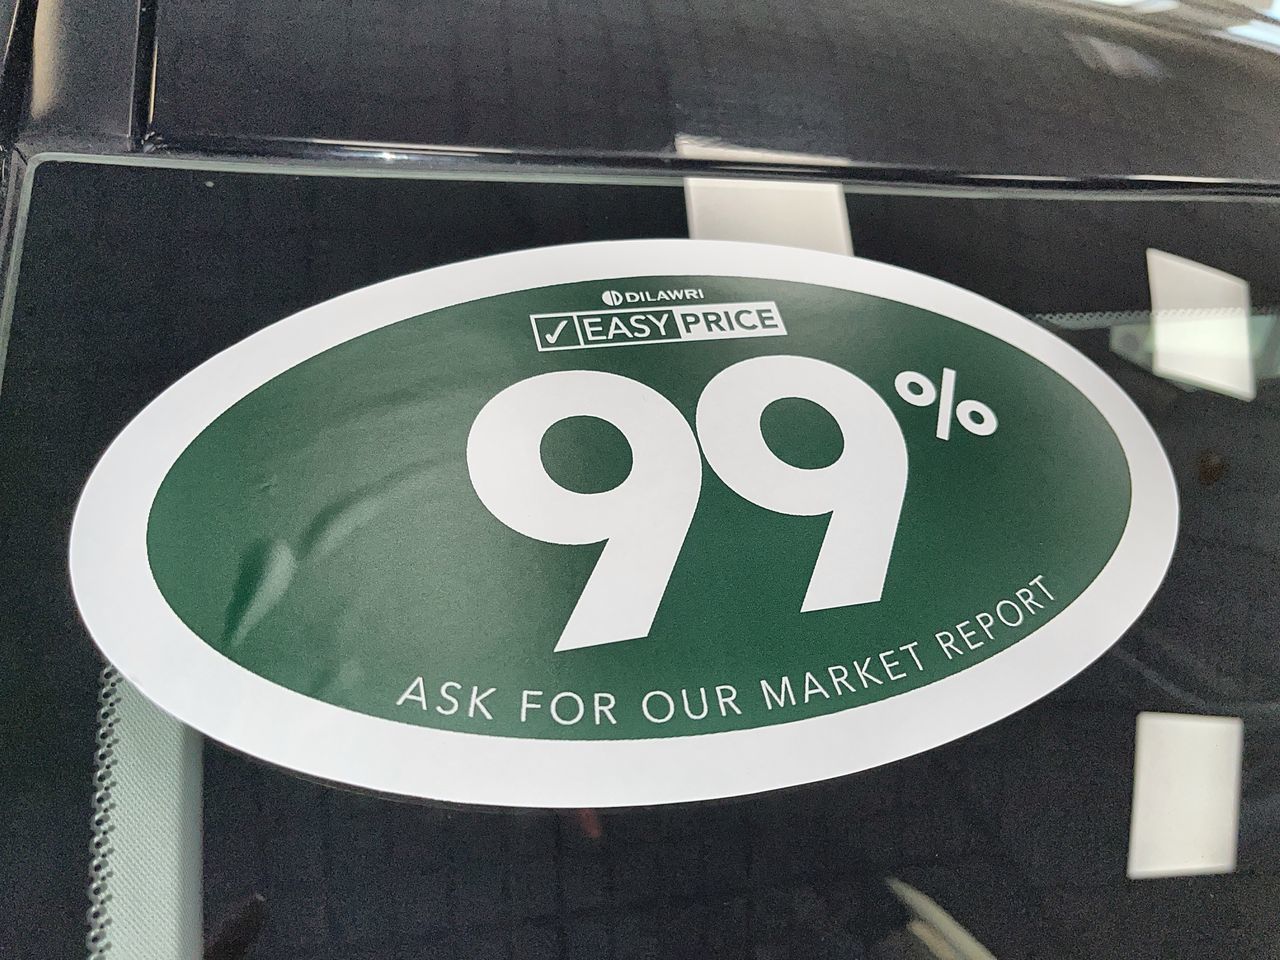 DILAWRI
✓ EASY PRICE
99%
ASK FOR OUR MARKET REPORT